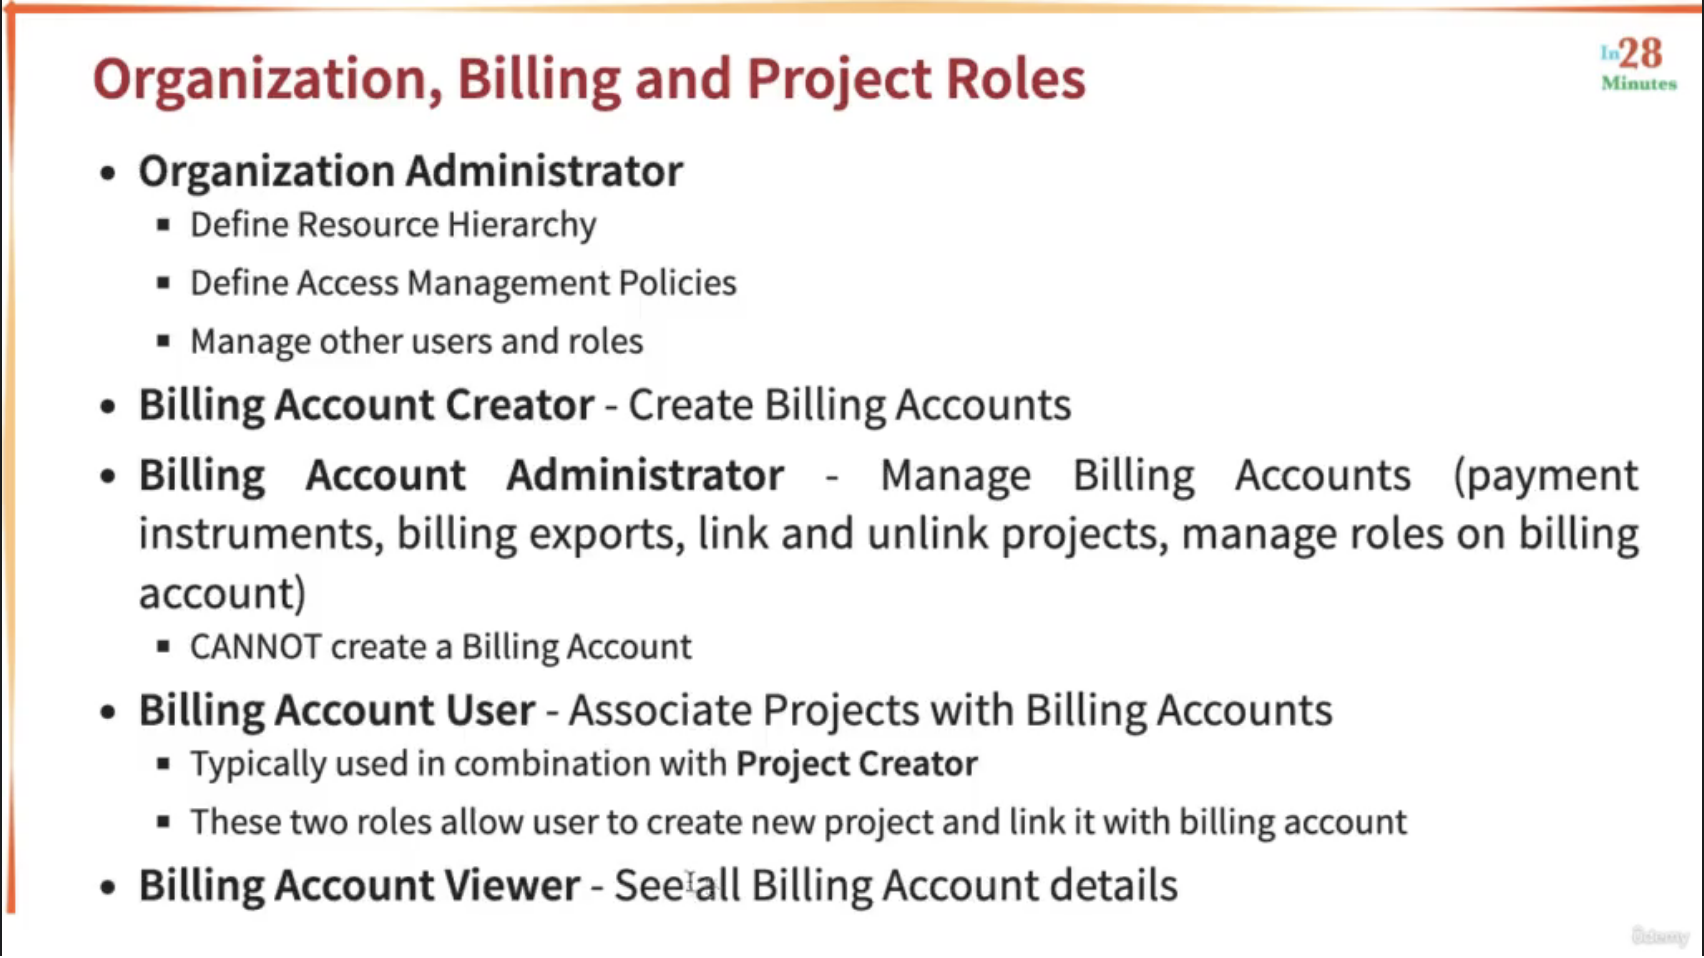 Organization, Billing and Project Roles
In28
Minutes
• Organization Administrator
▪ Define Resource Hierarchy
▪ Define Access Management Policies
▪ Manage other users and roles
• Billing Account Creator - Create Billing Accounts
• Billing Account Administrator - Manage Billing Accounts (payment
instruments, billing exports, link and unlink projects, manage roles on billing
account)
▪ CANNOT create a Billing Account
• Billing Account User - Associate Projects with Billing Accounts
▪ Typically used in combination with Project Creator
▪ These two roles allow user to create new project and link it with billing account
• Billing Account Viewer - See all Billing Account details
ûdemy